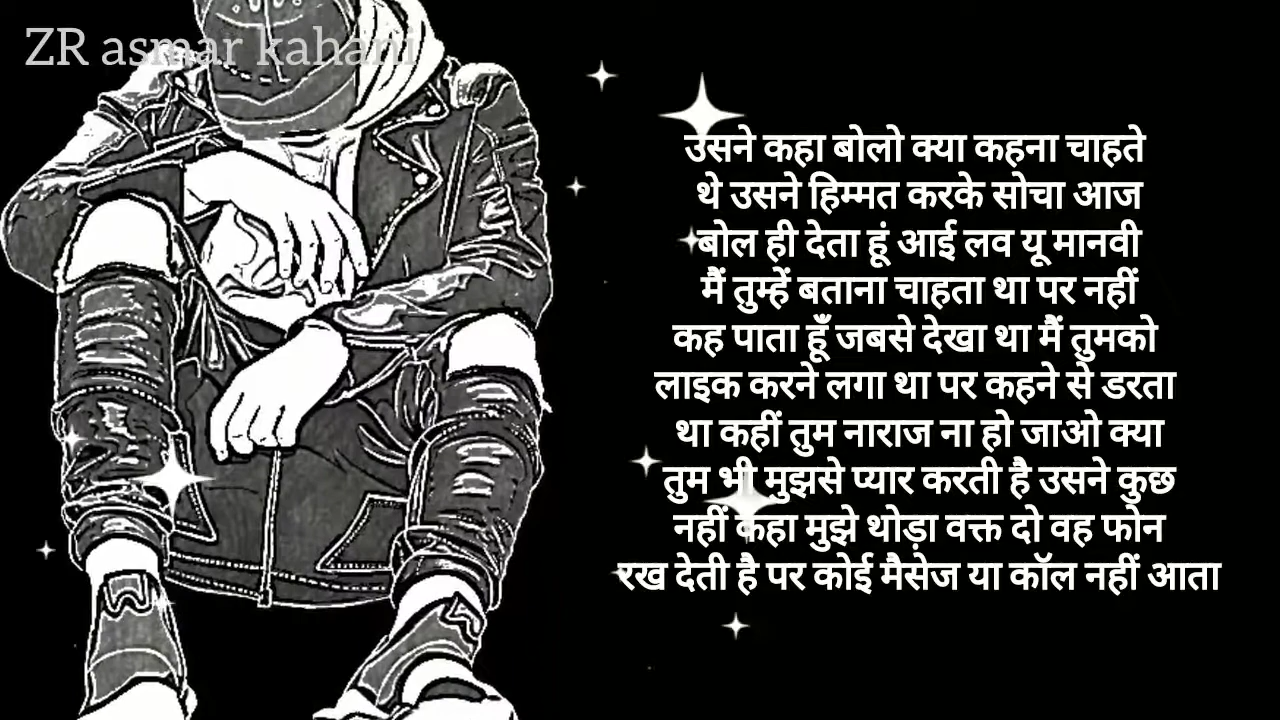 ZR asmar kahani
उसने कहा बोलो क्या कहना चाहते
थे उसने हिम्मत करके सोचा आज
बोल ही देता हूं आई लव यू मानवी
मैं तुम्हें बताना चाहता था पर नहीं
कह पाता हूँ जबसे देखा था मैं तुमको
लाइक करने लगा था पर कहने से डरता
था कहीं तुम नाराज ना हो जाओ क्या
तुम भी मुझसे प्यार करती है उसने कुछ
नहीं कहा मुझे थोड़ा वक्त दो वह फोन
रख देती है पर कोई मैसेज या कॉल नहीं आता